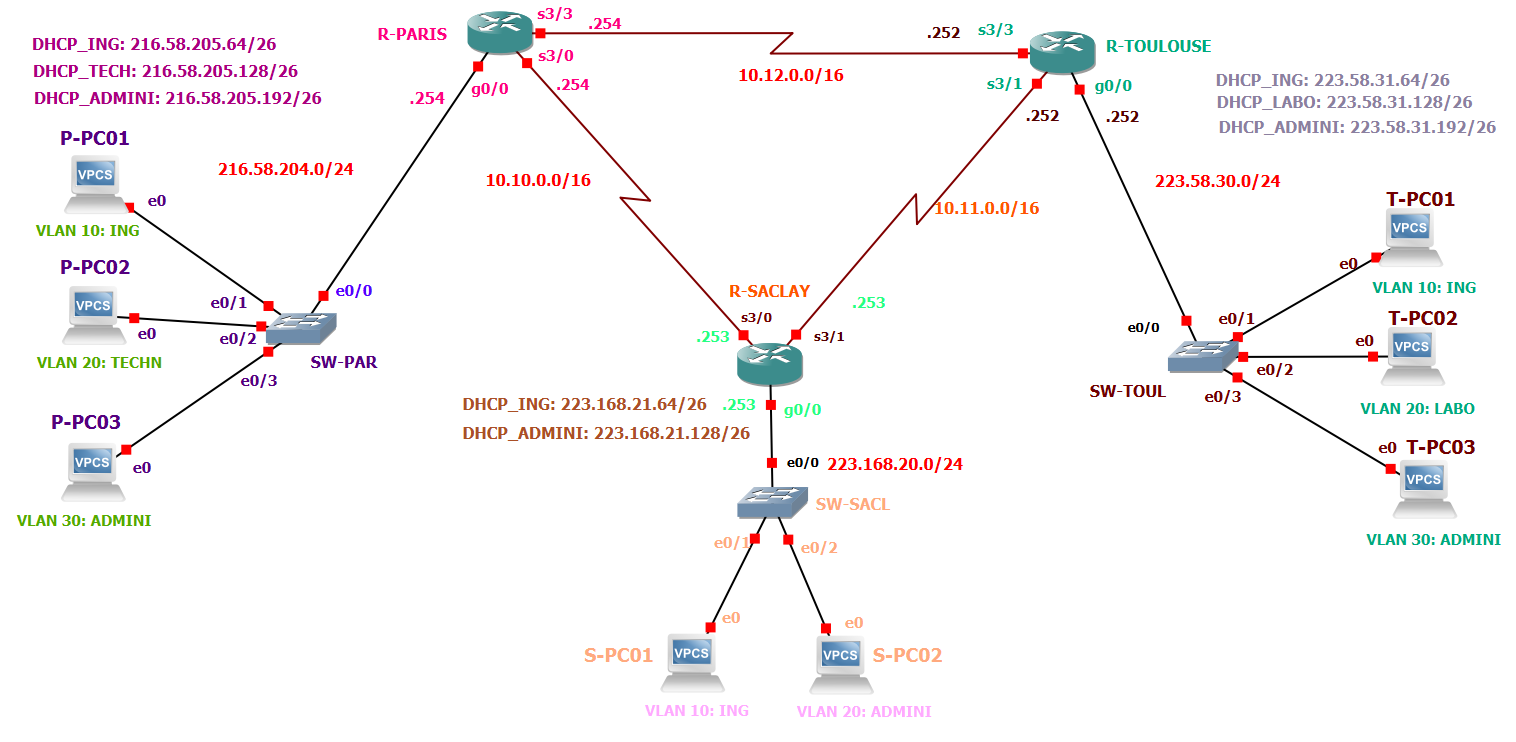 s3/3
.254
R-PARIS
.252
s3/3
R-TOULOUSE
DHCP_ING: 216.58.205.64/26
DHCP_TECH: 216.58.205.128/26
DHCP_ADMINI: 216.58.205.192/26
s3/0
.254
g0/0
.254
10.12.0.0/16
s3/1
g0/0
.252
.252
DHCP_ING: 223.58.31.64/26
DHCP_LABO: 223.58.31.128/26
DHCP_ADMINI: 223.58.31.192/26
P-PC01
VPCS
e0
VLAN 10: ING
216.58.204.0/24
10.10.0.0/16
10.11.0.0/16
223.58.30.0/24
T-PC01
VPCS
e0
VLAN 10: ING
P-PC02
VPCS
e0
VLAN 20: TECHN
e0/0
e0/1
e0/2
e0/3
SW-PAR
R-SACLAY
.253
s3/0
.253
s3/1
e0/0
e0/1
e0/2
e0/3
SW-TOUL
T-PC02
VPCS
e0
VLAN 20: LABO
DHCP_ING: 223.168.21.64/26
DHCP_ADMINI: 223.168.21.128/26
.253
g0/0
P-PC03
VPCS
e0
VLAN 30: ADMINI
e0/0
223.168.20.0/24
SW-SACL
e0/1
e0/2
T-PC03
VPCS
e0
VLAN 30: ADMINI
e0
S-PC01
VPCS
VLAN 10: ING
e0
VPCS
S-PC02
VLAN 20: ADMINI